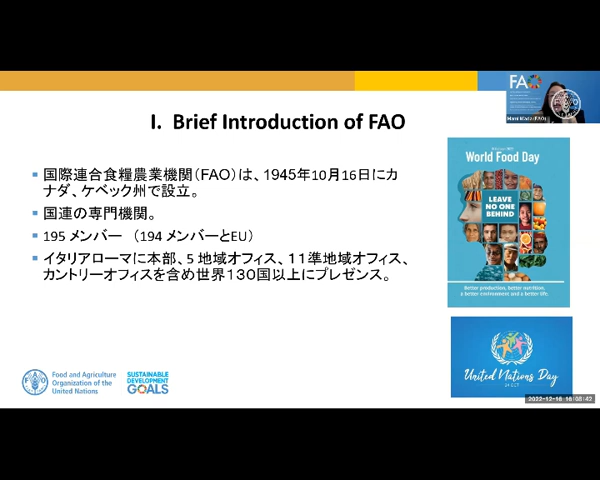 FAO
I. Brief Introduction of FAO
国際連合食糧農業機関（FAO）は、1945年10月16日にカ
ナダ、ケベック州で設立。
国連の専門機関。
195 メンバー （194 メンバーとEU）
イタリアローマに本部、5 地域オフィス、11準地域オフィス、
カントリーオフィスを含め世界１３０国以上にプレゼンス。
World Food Day
LEAVE
NO ONE
BEHIND
Better production, better nutrition,
a better environment and a better life.
United Nations Day
24 OCT
Food and Agriculture
Organization of the
United Nations
SUSTAINABLE
DEVELOPMENT
GOALS